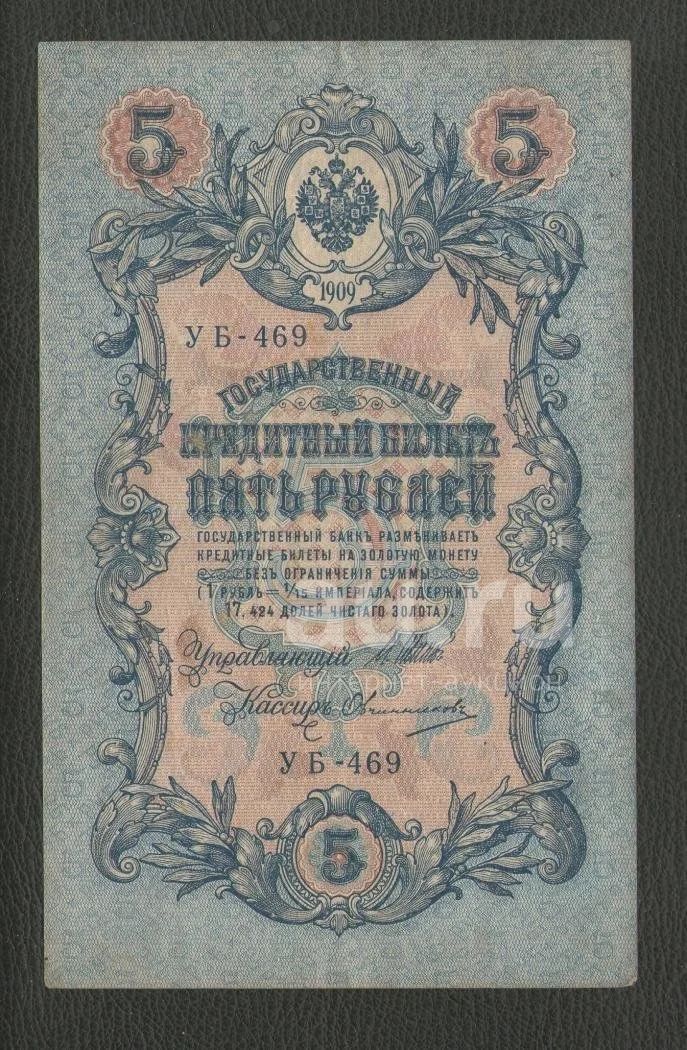 5 5
1909
УБ-469
ГОСУДАРСТВЕННЫЙ
КРЕДИТНЫЙ БИЛЕТЪ
ПЯТЬ РУБЛЕЙ
ГОСУДАРСТВЕННЫЙ БАНКЪ РАЗМѢНИВАЕТЪ
КРЕДИТНЫЕ БИЛЕТЫ НА ЗОЛОТУЮ МОНЕТУ
БЕЗЪ ОГРАНИЧЕНІЯ СУММЫ
(1 РУБЛЬ = 1/15 ИМПЕРІАЛА, СОДЕРЖИТЪ
17,424 ДОЛЕЙ ЧИСТАГО ЗОЛОТА).
Управляющій
Кассиръ Овчинниковъ
УБ-469
5